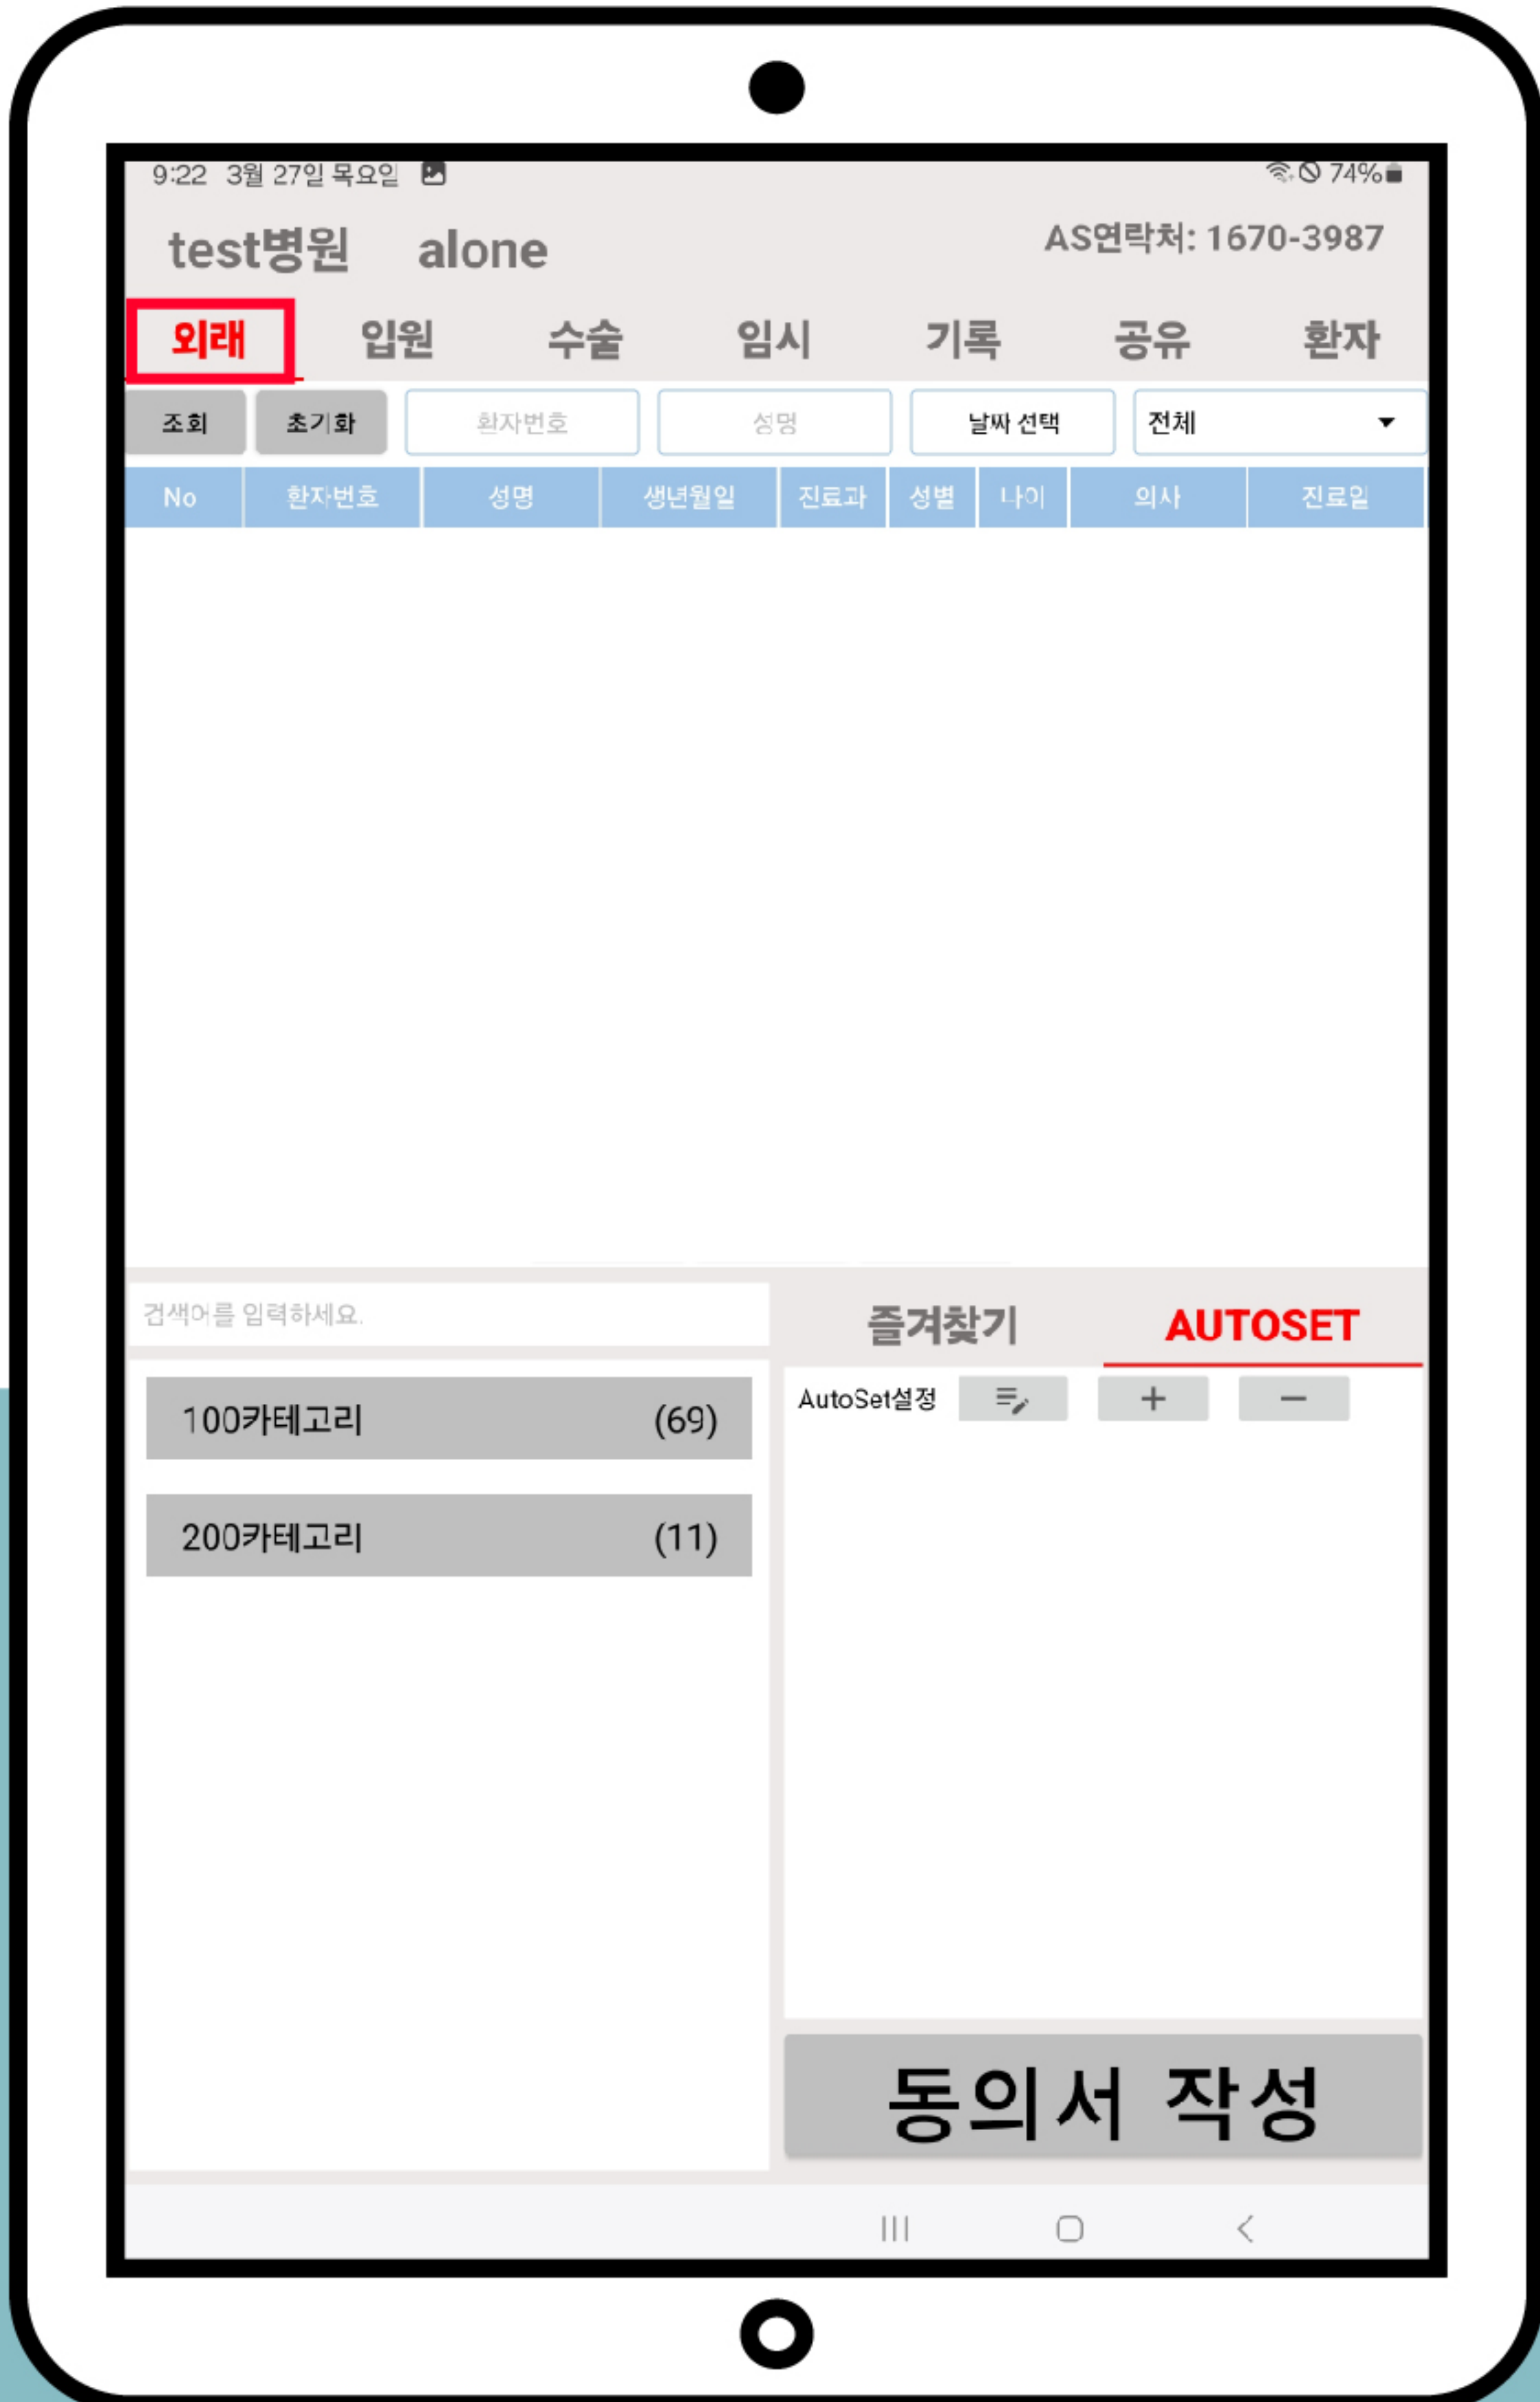 9:22 3월 27일 목요일 74%
test병원 alone AS연락처: 1670-3987
외래 입원 수술 임시 기록 공유 환자
조회 초기화 환자번호 성명 날짜 선택 전체
No 환자번호 성명 생년월일 진료과 성별 나이 의사 진료일
검색어를 입력하세요.
즐겨찾기 AUTOSET
AutoSet설정 + −
100카테고리 (69)
200카테고리 (11)
동의서 작성